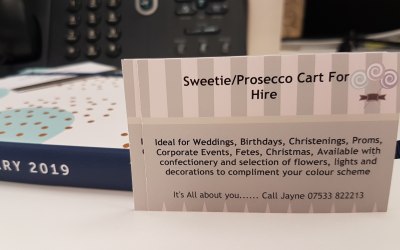 Sweetie/Prosecco Cart For
Hire
Ideal for Weddings, Birthdays, Christenings, Proms,
Corporate Events, Fetes, Christmas, Available with
confectionery and selection of flowers, lights and
decorations to compliment your colour scheme
It's All about you...... Call Jayne 07533 822213
ARY 2019